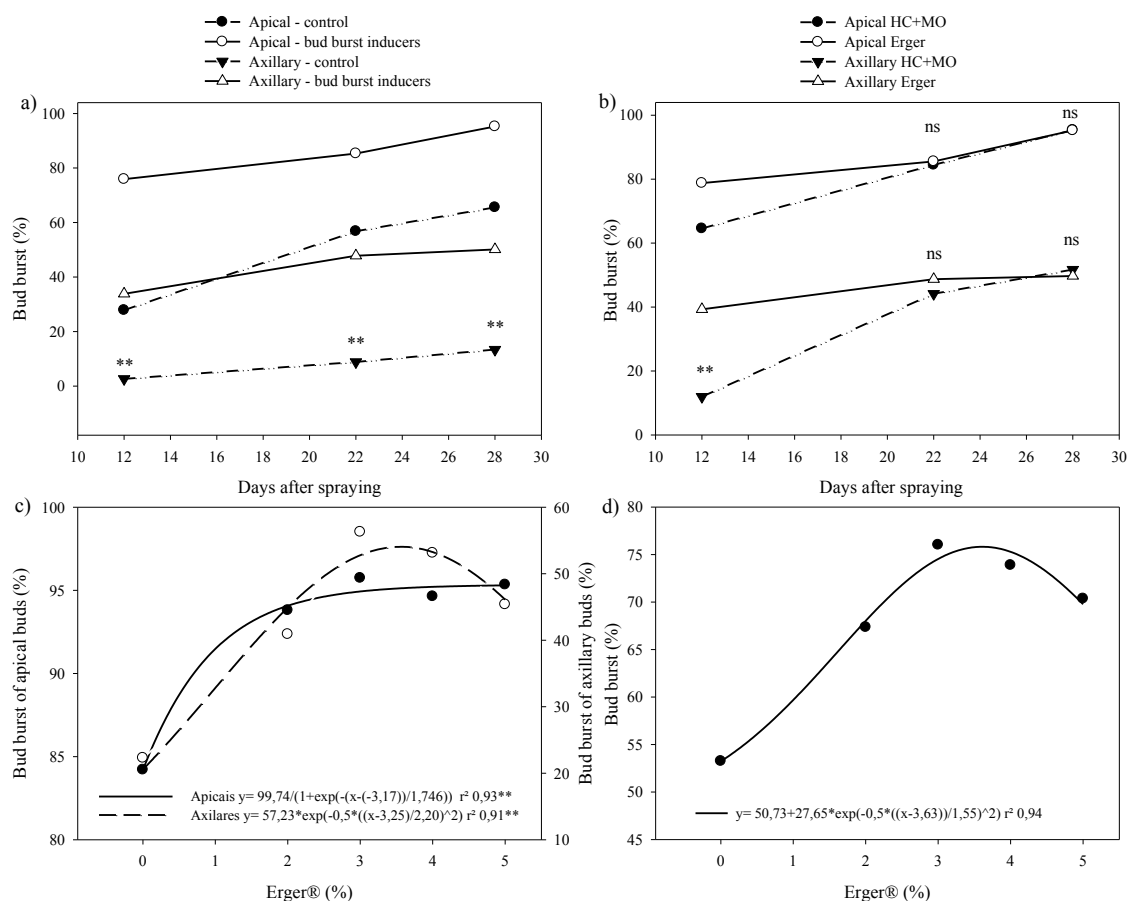 Apical - control
Apical - bud burst inducers
Axillary - control
Axillary - bud burst inducers
Apical HC+MO
Apical Erger
Axillary HC+MO
Axillary Erger
a)
100
80
60
40
20
0
Bud burst (%)
**
**
**
10 12 14 16 18 20 22 24 26 28 30
Days after spraying
b)
100
80
60
40
20
0
Bud burst (%)
ns
ns
ns
ns
**
10 12 14 16 18 20 22 24 26 28 30
Days after spraying
c)
100
95
90
85
80
Bud burst of apical buds (%)
60
50
40
30
20
10
Bud burst of axillary buds (%)
Apicais y= 99,74/(1+exp(-(x-(-3,17))/1,746)) r² 0,93**
Axilares y= 57,23*exp(-0,5*((x-3,25)/2,20)^2) r² 0,91**
0 1 2 3 4 5
Erger® (%)
d)
80
75
70
65
60
55
50
45
Bud burst (%)
y= 50,73+27,65*exp(-0,5*((x-3,63))/1,55)^2) r² 0,94
0 1 2 3 4 5
Erger® (%)